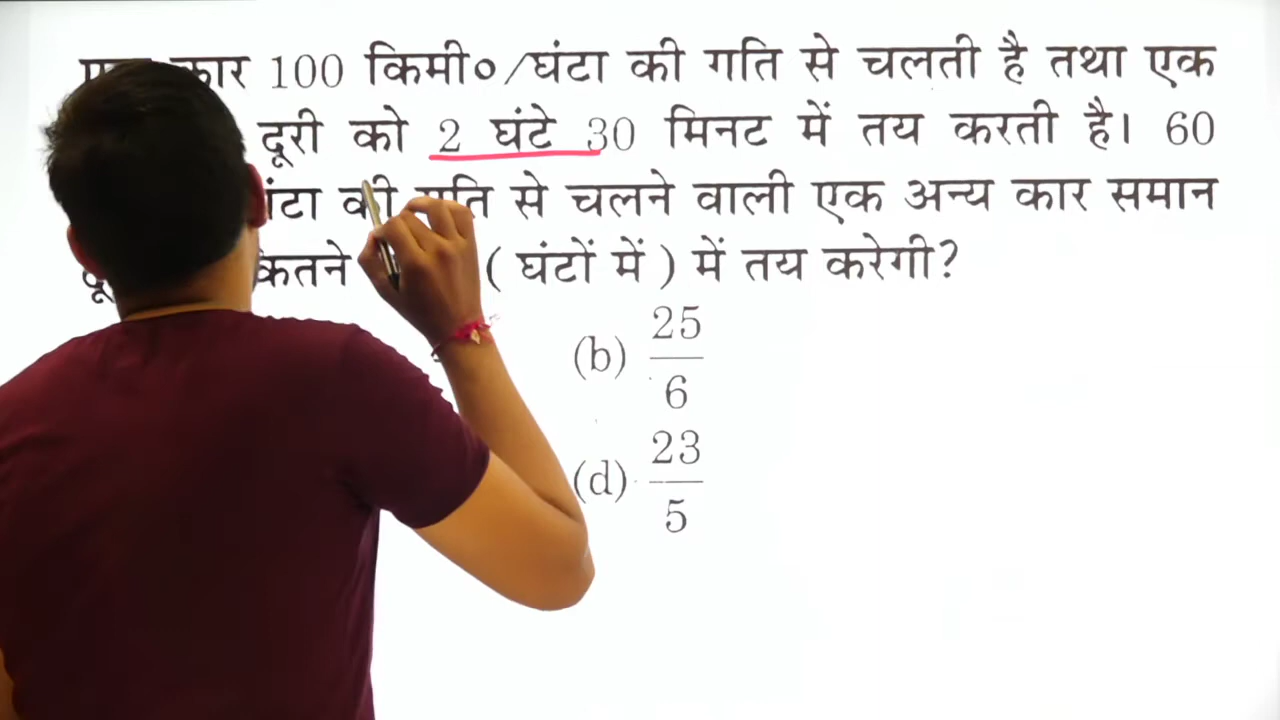 कार 100 किमी०/घंटा की गति से चलती है तथा एक
दूरी को 2 घंटे 30 मिनट में तय करती है। 60
की गति से चलने वाली एक अन्य कार समान
( घंटों में ) में तय करेगी?
(b) 25/6
(d) 23/5